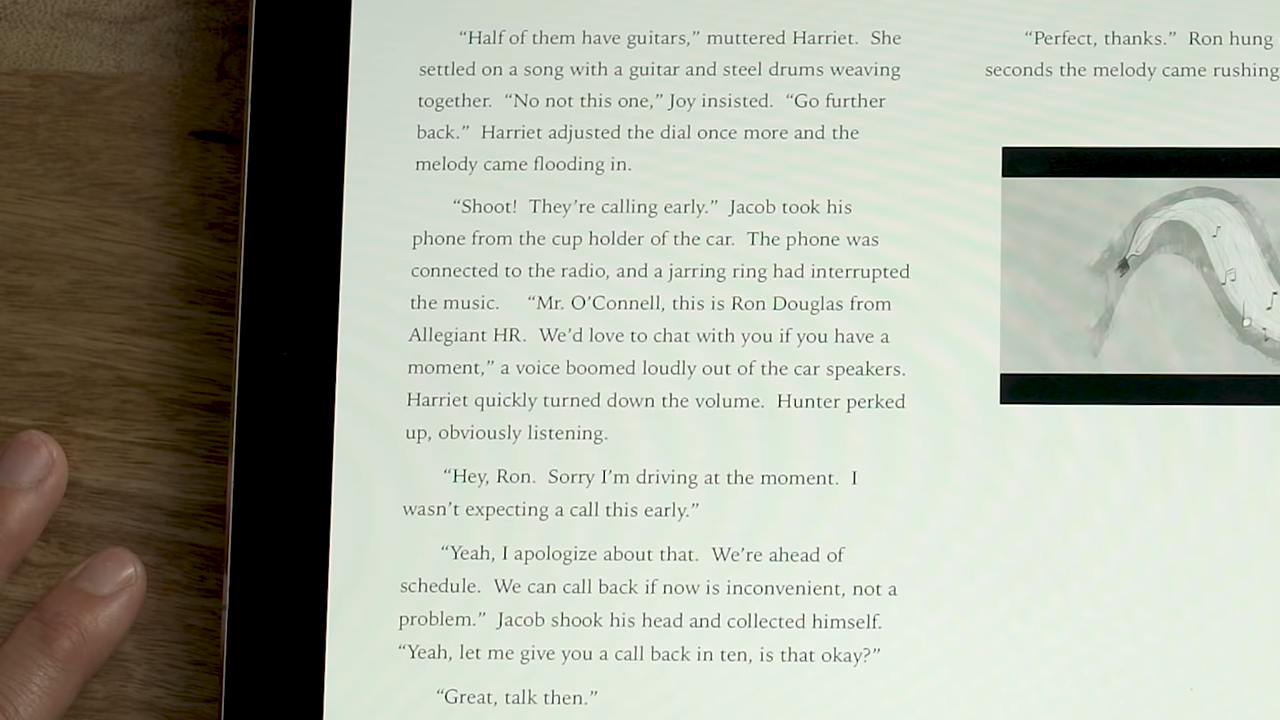 “Half of them have guitars,” muttered Harriet.  She
settled on a song with a guitar and steel drums weaving
together.  “No not this one,” Joy insisted.  “Go further
back.”  Harriet adjusted the dial once more and the
melody came flooding in.
“Shoot!  They’re calling early.”  Jacob took his
phone from the cup holder of the car.  The phone was
connected to the radio, and a jarring ring had interrupted
the music.    “Mr. O’Connell, this is Ron Douglas from
Allegiant HR.  We’d love to chat with you if you have a
moment,” a voice boomed loudly out of the car speakers.
Harriet quickly turned down the volume.  Hunter perked
up, obviously listening.
“Hey, Ron.  Sorry I’m driving at the moment.  I
wasn’t expecting a call this early.”
“Yeah, I apologize about that.  We’re ahead of
schedule.  We can call back if now is inconvenient, not a
problem.”  Jacob shook his head and collected himself.
“Yeah, let me give you a call back in ten, is that okay?”
“Great, talk then.”
“Perfect, thanks.”  Ron hung
seconds the melody came rushing